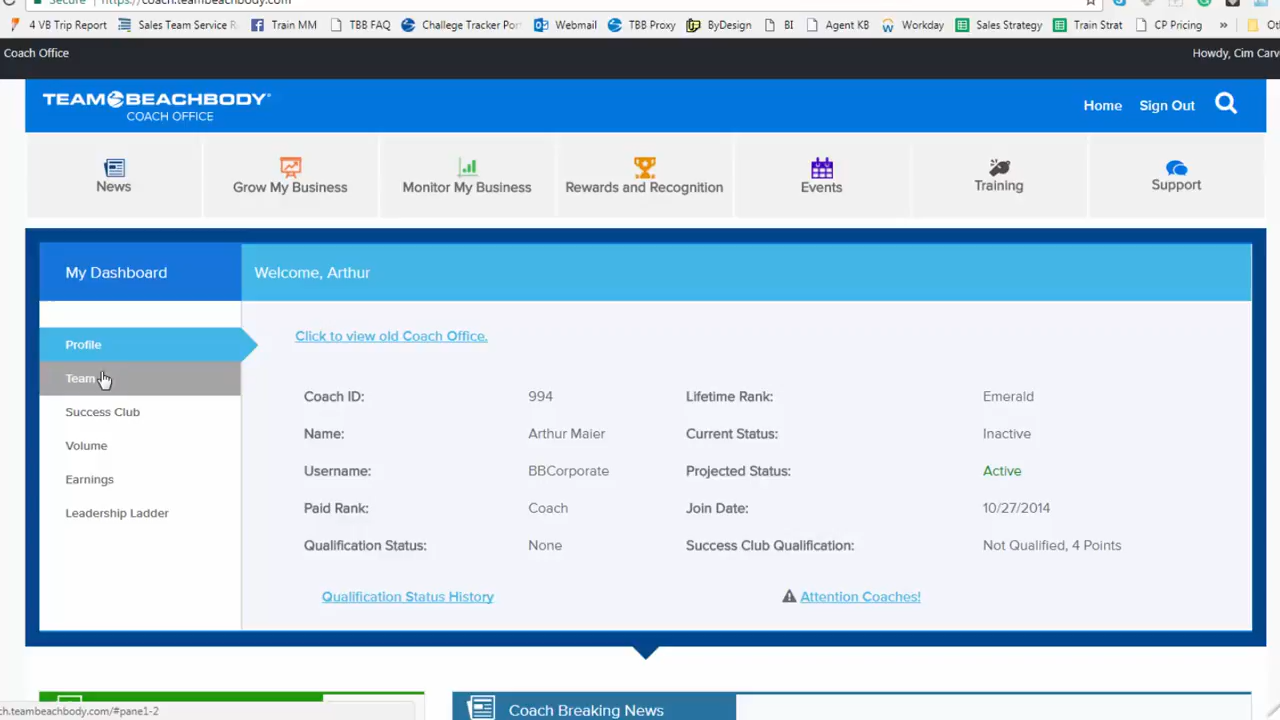 Secure https://coach.teambeachbody.com
4 VB Trip Report Sales Team Service R Train MM TBB FAQ Challege Tracker Por Webmail TBB Proxy ByDesign BI Agent KB Workday Sales Strategy Train Strat CP Pricing » Ot
Coach Office Howdy, Cim Carv
TEAM BEACHBODY®
COACH OFFICE
Home Sign Out
News Grow My Business Monitor My Business Rewards and Recognition Events Training Support
My Dashboard Welcome, Arthur
Profile
Team
Success Club
Volume
Earnings
Leadership Ladder
Click to view old Coach Office.
Coach ID: 994 Lifetime Rank: Emerald
Name: Arthur Maier Current Status: Inactive
Username: BBCorporate Projected Status: Active
Paid Rank: Coach Join Date: 10/27/2014
Qualification Status: None Success Club Qualification: Not Qualified, 4 Points
Qualification Status History Attention Coaches!
Coach Breaking News
ch.teambeachbody.com/#pane1-2